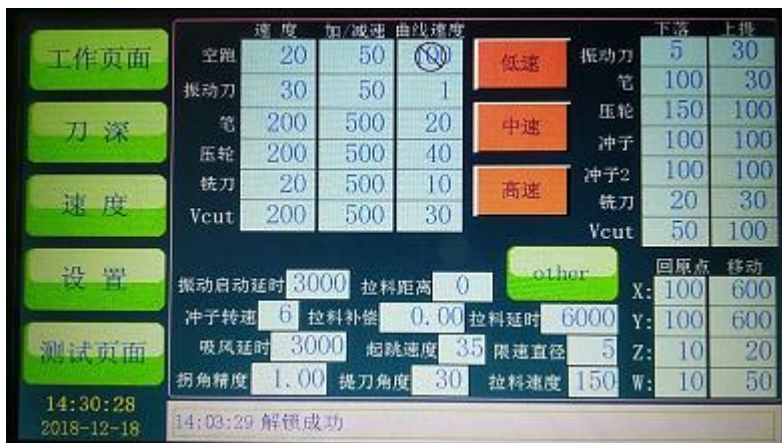 速 度 加/减速 曲线速度 下落 上提
工作页面 空跑 20 50 100 低速 振动刀 5 30
振动刀 30 50 1 笔 100 30
刀 深 笔 200 500 20 中速 压轮 150 100
压轮 200 500 40 冲子 100 100
速 度 铣刀 20 500 10 高速 冲子2 100 100
Vcut 200 500 30 铣刀 20 30
Vcut 50 100
设 置 other 回原点 移动
振动启动延时 3000 拉料距离 0 X: 100 600
冲子转速 6 拉料补偿 0.00 拉料延时 6000 Y: 100 600
测试页面 吸风延时 3000 起跳速度 35 限速直径 5 Z: 10 20
拐角精度 1.00 提刀角度 30 拉料速度 150 W: 10 50
14:30:28
2018-12-18 14:03:29 解锁成功